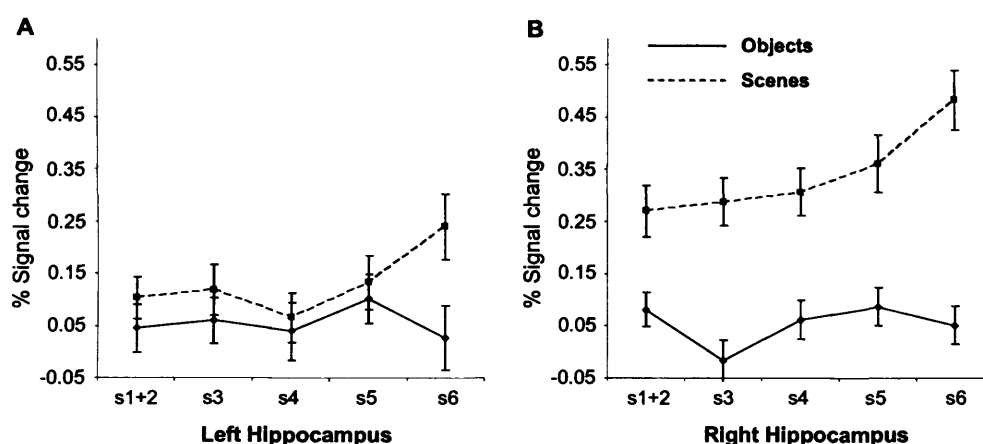 A
% Signal change
0.55
0.45
0.35
0.25
0.15
0.05
-0.05
s1+2 s3 s4 s5 s6
Left Hippocampus
B
Objects
Scenes
% Signal change
0.55
0.45
0.35
0.25
0.15
0.05
-0.05
s1+2 s3 s4 s5 s6
Right Hippocampus